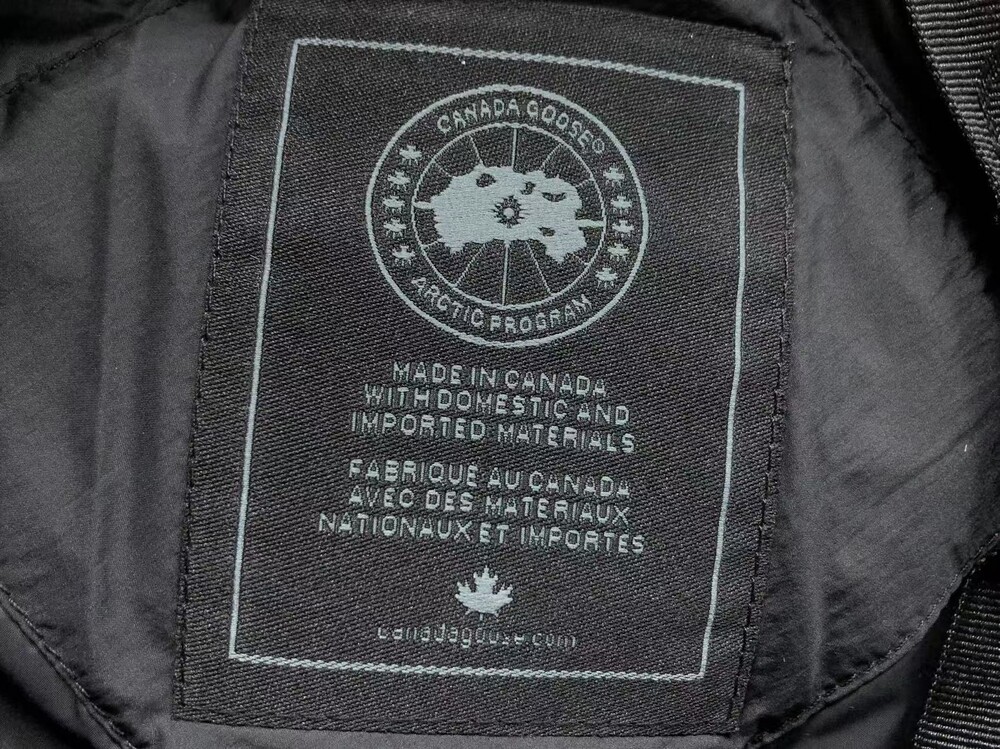 CANADA GOOSE®
ARCTIC PROGRAM
MADE IN CANADA
WITH DOMESTIC AND
IMPORTED MATERIALS
FABRIQUÉ AU CANADA
AVEC DES MATERIAUX
NATIONAUX ET IMPORTES
canadagoose.com